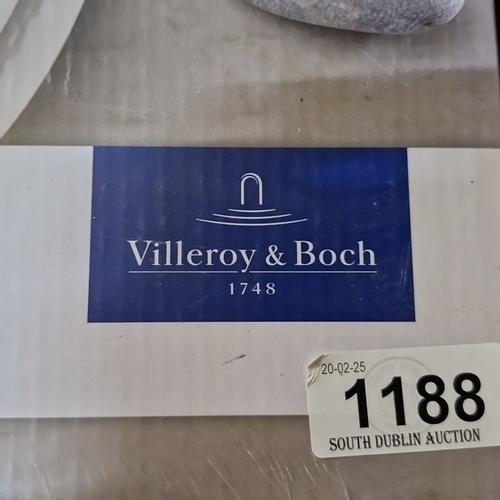 Villeroy & Boch
1748
20-02-25
1188
SOUTH DUBLIN AUCTION